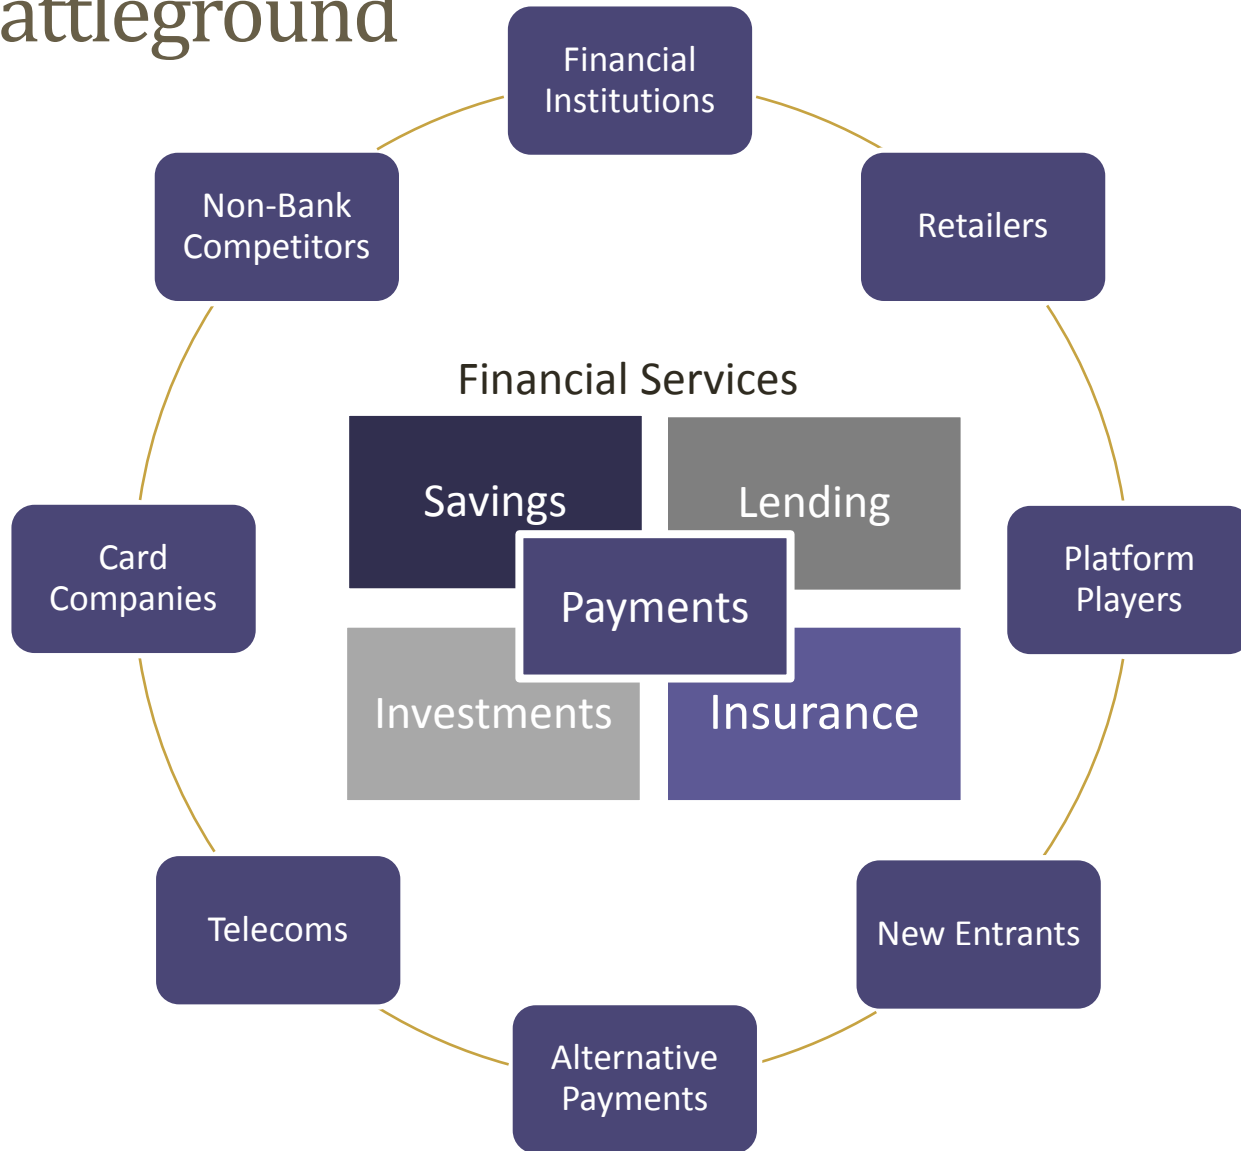 attleground
Financial
Institutions
Non-Bank
Competitors
Retailers
Financial Services
Savings
Lending
Card
Companies
Payments
Platform
Players
Investments
Insurance
Telecoms
New Entrants
Alternative
Payments